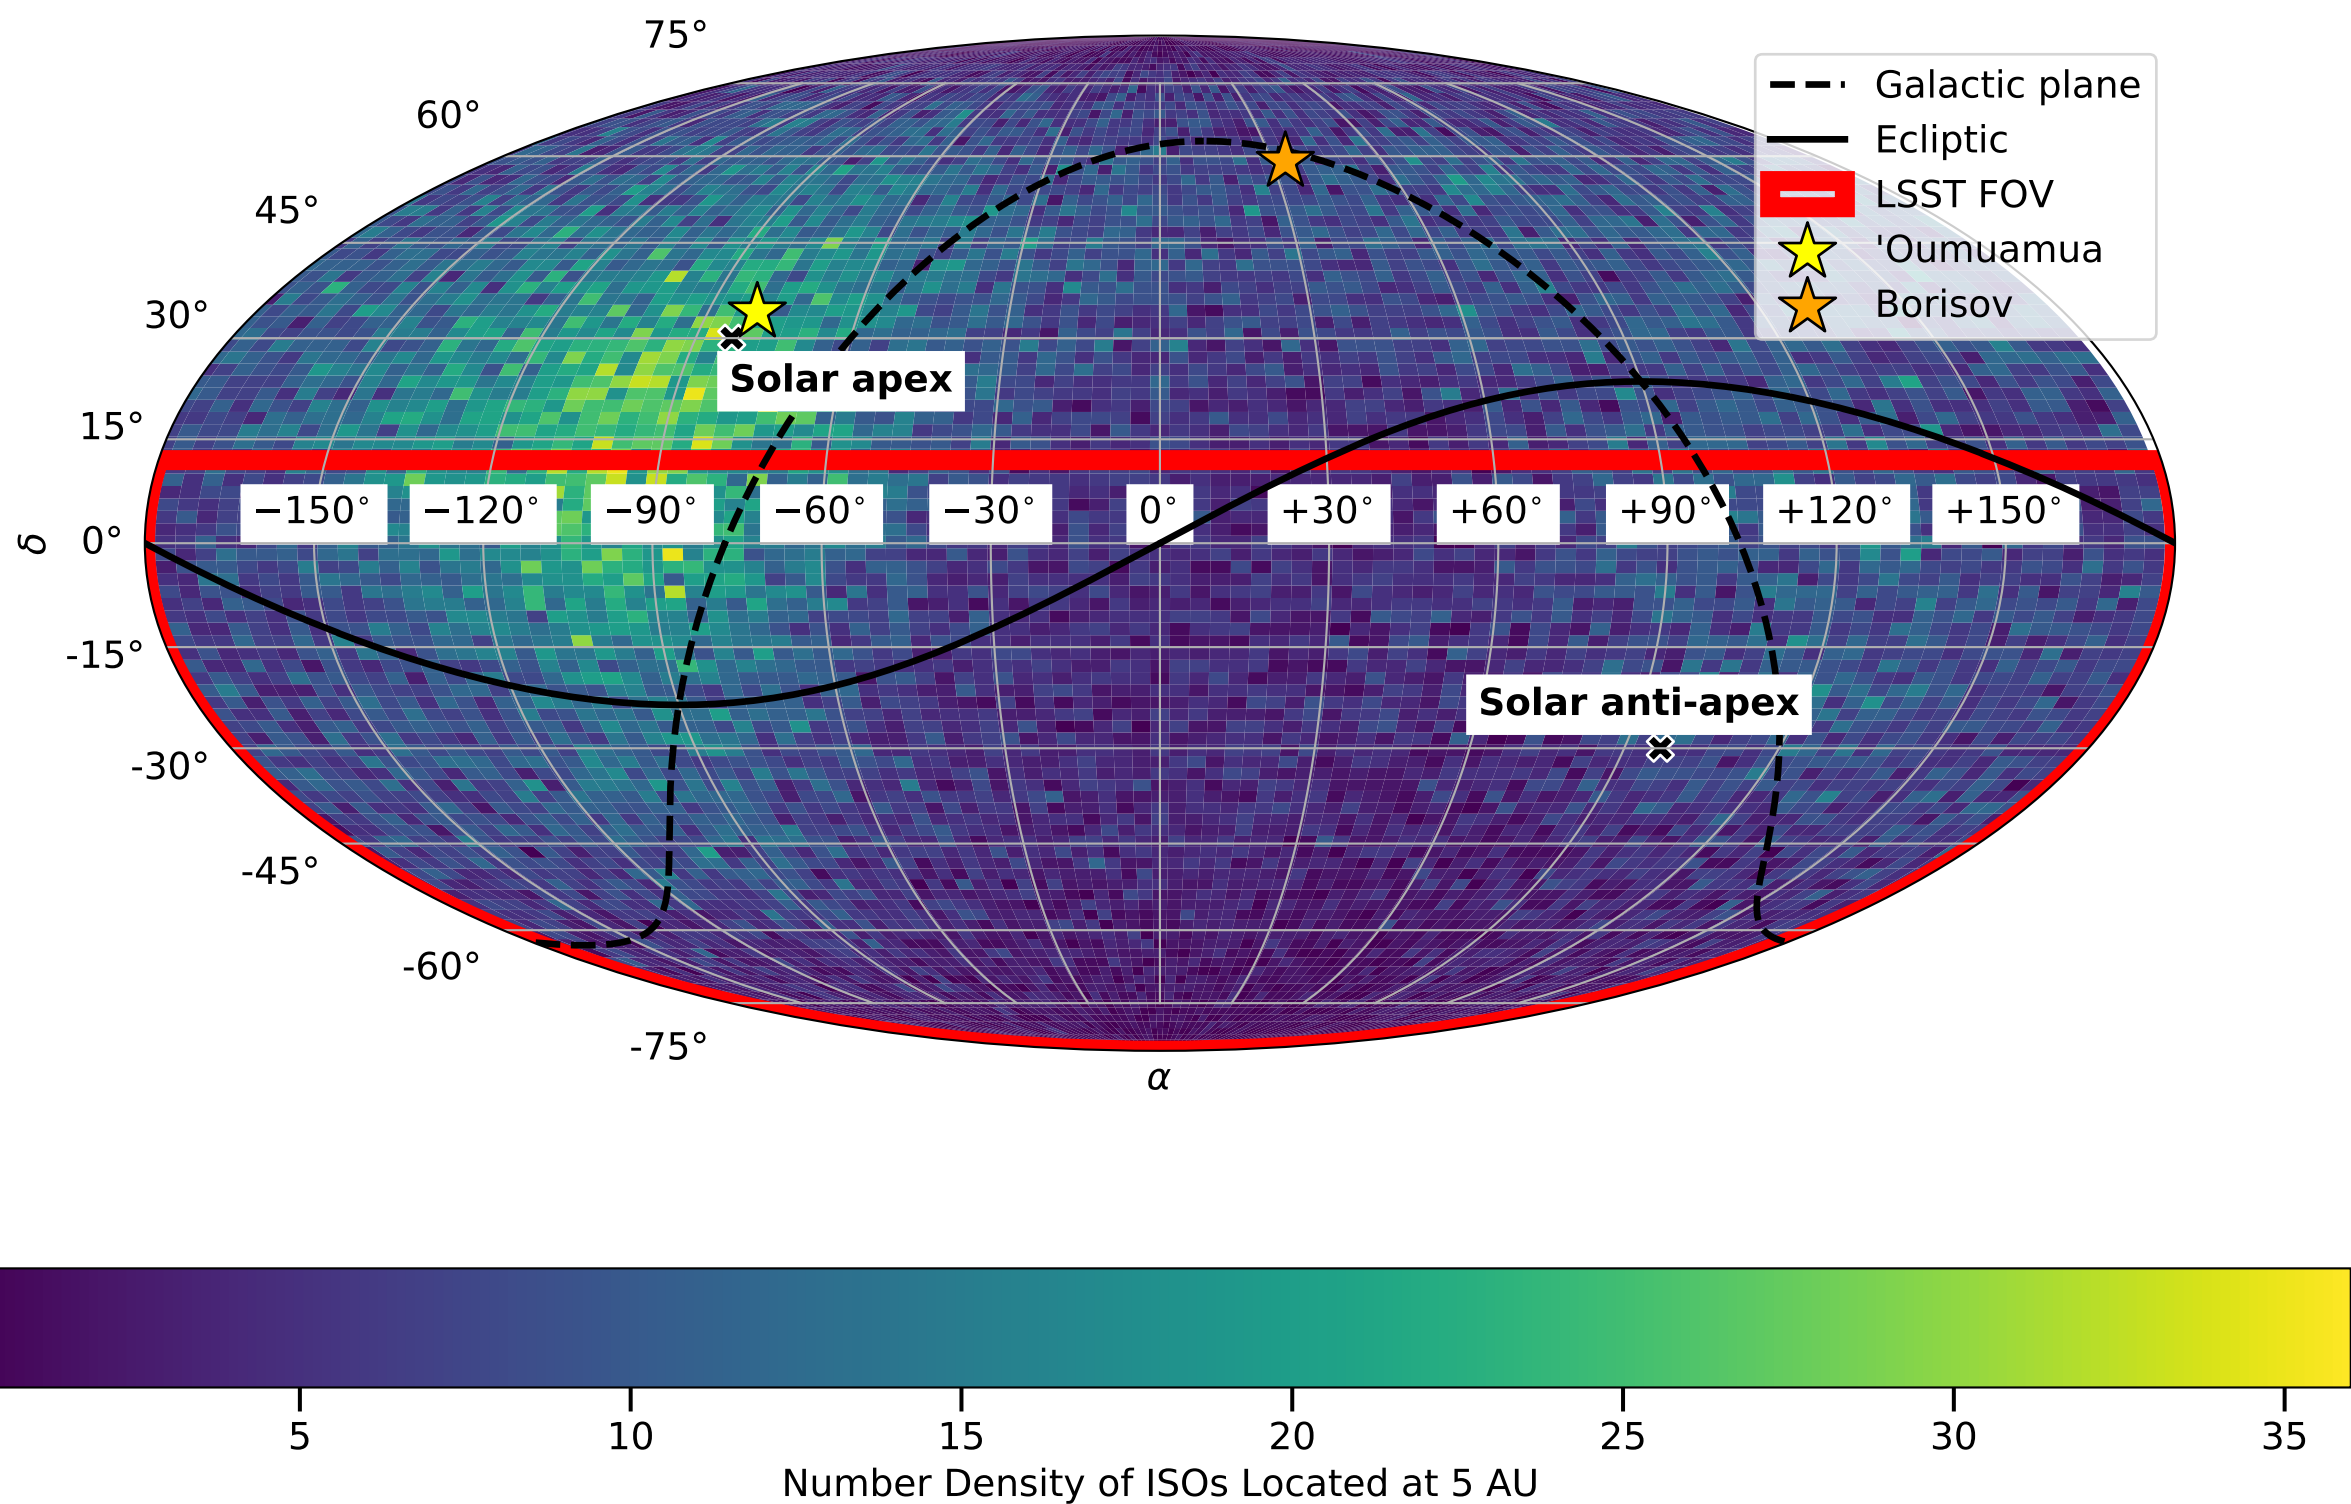 75°
60°
45°
30°
15°
0°
-15°
-30°
-45°
-60°
-75°
δ
Galactic plane
Ecliptic
LSST FOV
'Oumuamua
Borisov
Solar apex
−150° −120° −90° −60° −30° 0° +30° +60° +90° +120° +150°
Solar anti-apex
α
5 10 15 20 25 30 35
Number Density of ISOs Located at 5 AU